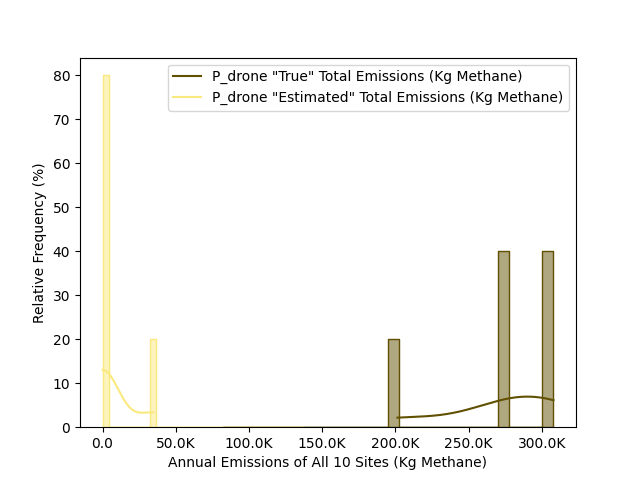 P_drone "True" Total Emissions (Kg Methane)
P_drone "Estimated" Total Emissions (Kg Methane)
80
70
60
50
40
30
20
10
0
Relative Frequency (%)
0.0 50.0K 100.0K 150.0K 200.0K 250.0K 300.0K
Annual Emissions of All 10 Sites (Kg Methane)